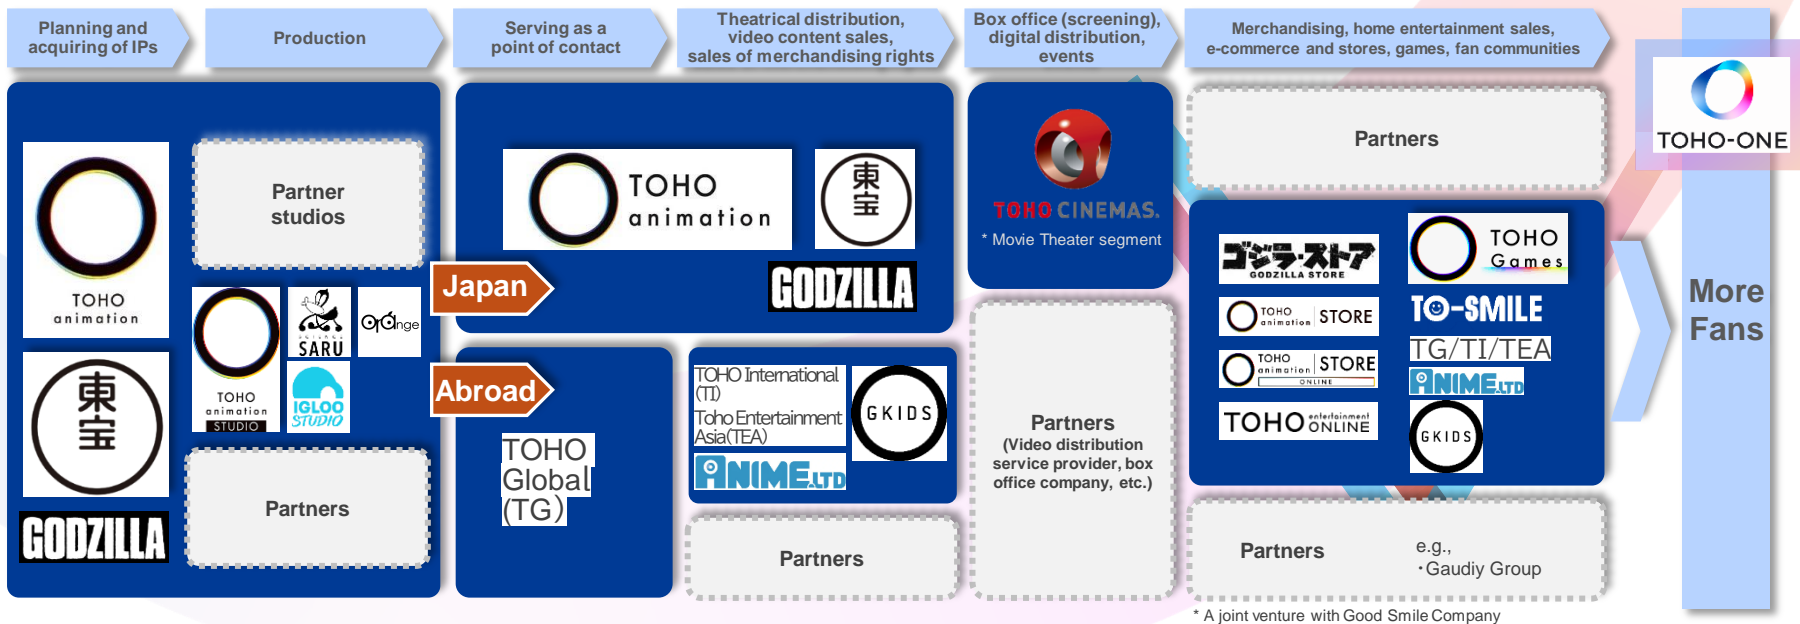 Planning and
acquiring of IPs
Production
Serving as a
point of contact
Theatrical distribution,
video content sales,
sales of merchandising rights
Box office (screening),
digital distribution,
events
Merchandising, home entertainment sales,
e-commerce and stores, games, fan communities
TOHO-ONE
More
Fans
TOHO
animation
東
宝
GODZILLA
Partner
studios
TOHO
animation
STUDIO
SARU
orange
IGLOO
STUDIO
Partners
Japan
Abroad
TOHO
animation
東
宝
GODZILLA
TOHO
Global
(TG)
TOHO International
(TI)
Toho Entertainment
Asia(TEA)
ANIME LTD
GKIDS
Partners
TOHO CINEMAS.
* Movie Theater segment
Partners
(Video distribution
service provider, box
office company, etc.)
Partners
ゴジラ・ストア
GODZILLA STORE
TOHO
animation STORE
TOHO
animation STORE
ONLINE
TOHO entertainment
ONLINE
TOHO
Games
TO-SMILE
TG/TI/TEA
ANIME LTD
GKIDS
Partners
e.g.,
・Gaudiy Group
* A joint venture with Good Smile Company